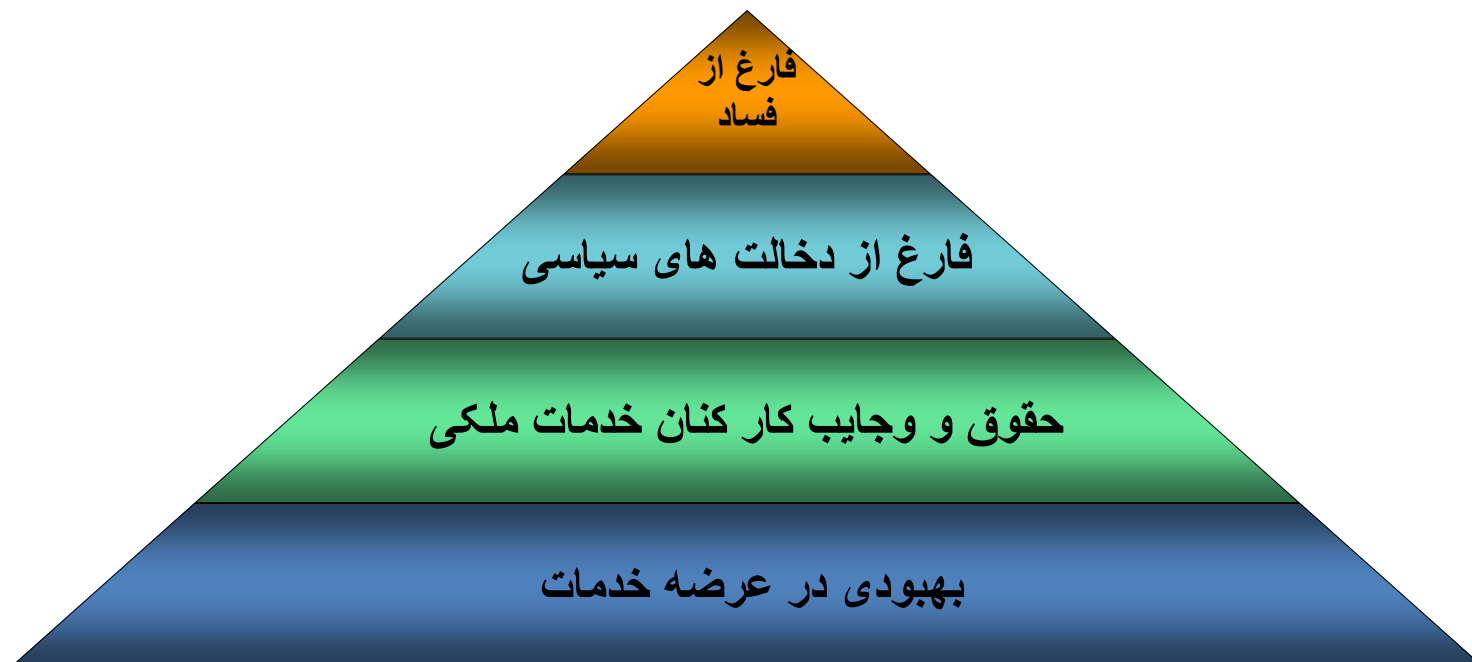 فارغ از
فساد
فارغ از دخالت های سیاسی
حقوق و وجایب کار کنان خدمات ملکی
بهبودی در عرضه خدمات